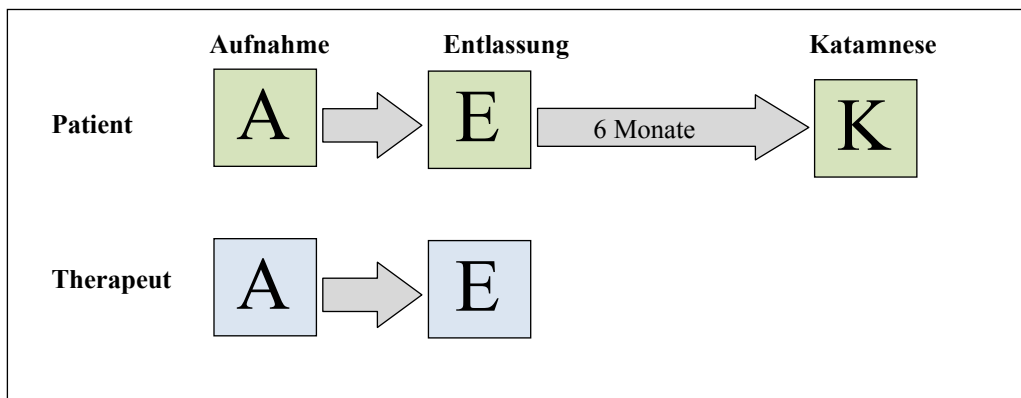 Aufnahme Entlassung Katamnese
Patient A E 6 Monate K
Therapeut A E